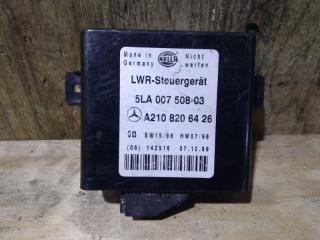 Made in Germany
HELLA
Nicht werfen
LWR-Steuergerät
5LA 007 508-03
A210 820 64 26
SW15/98 HW07/98
(06) 142016 07.12.99